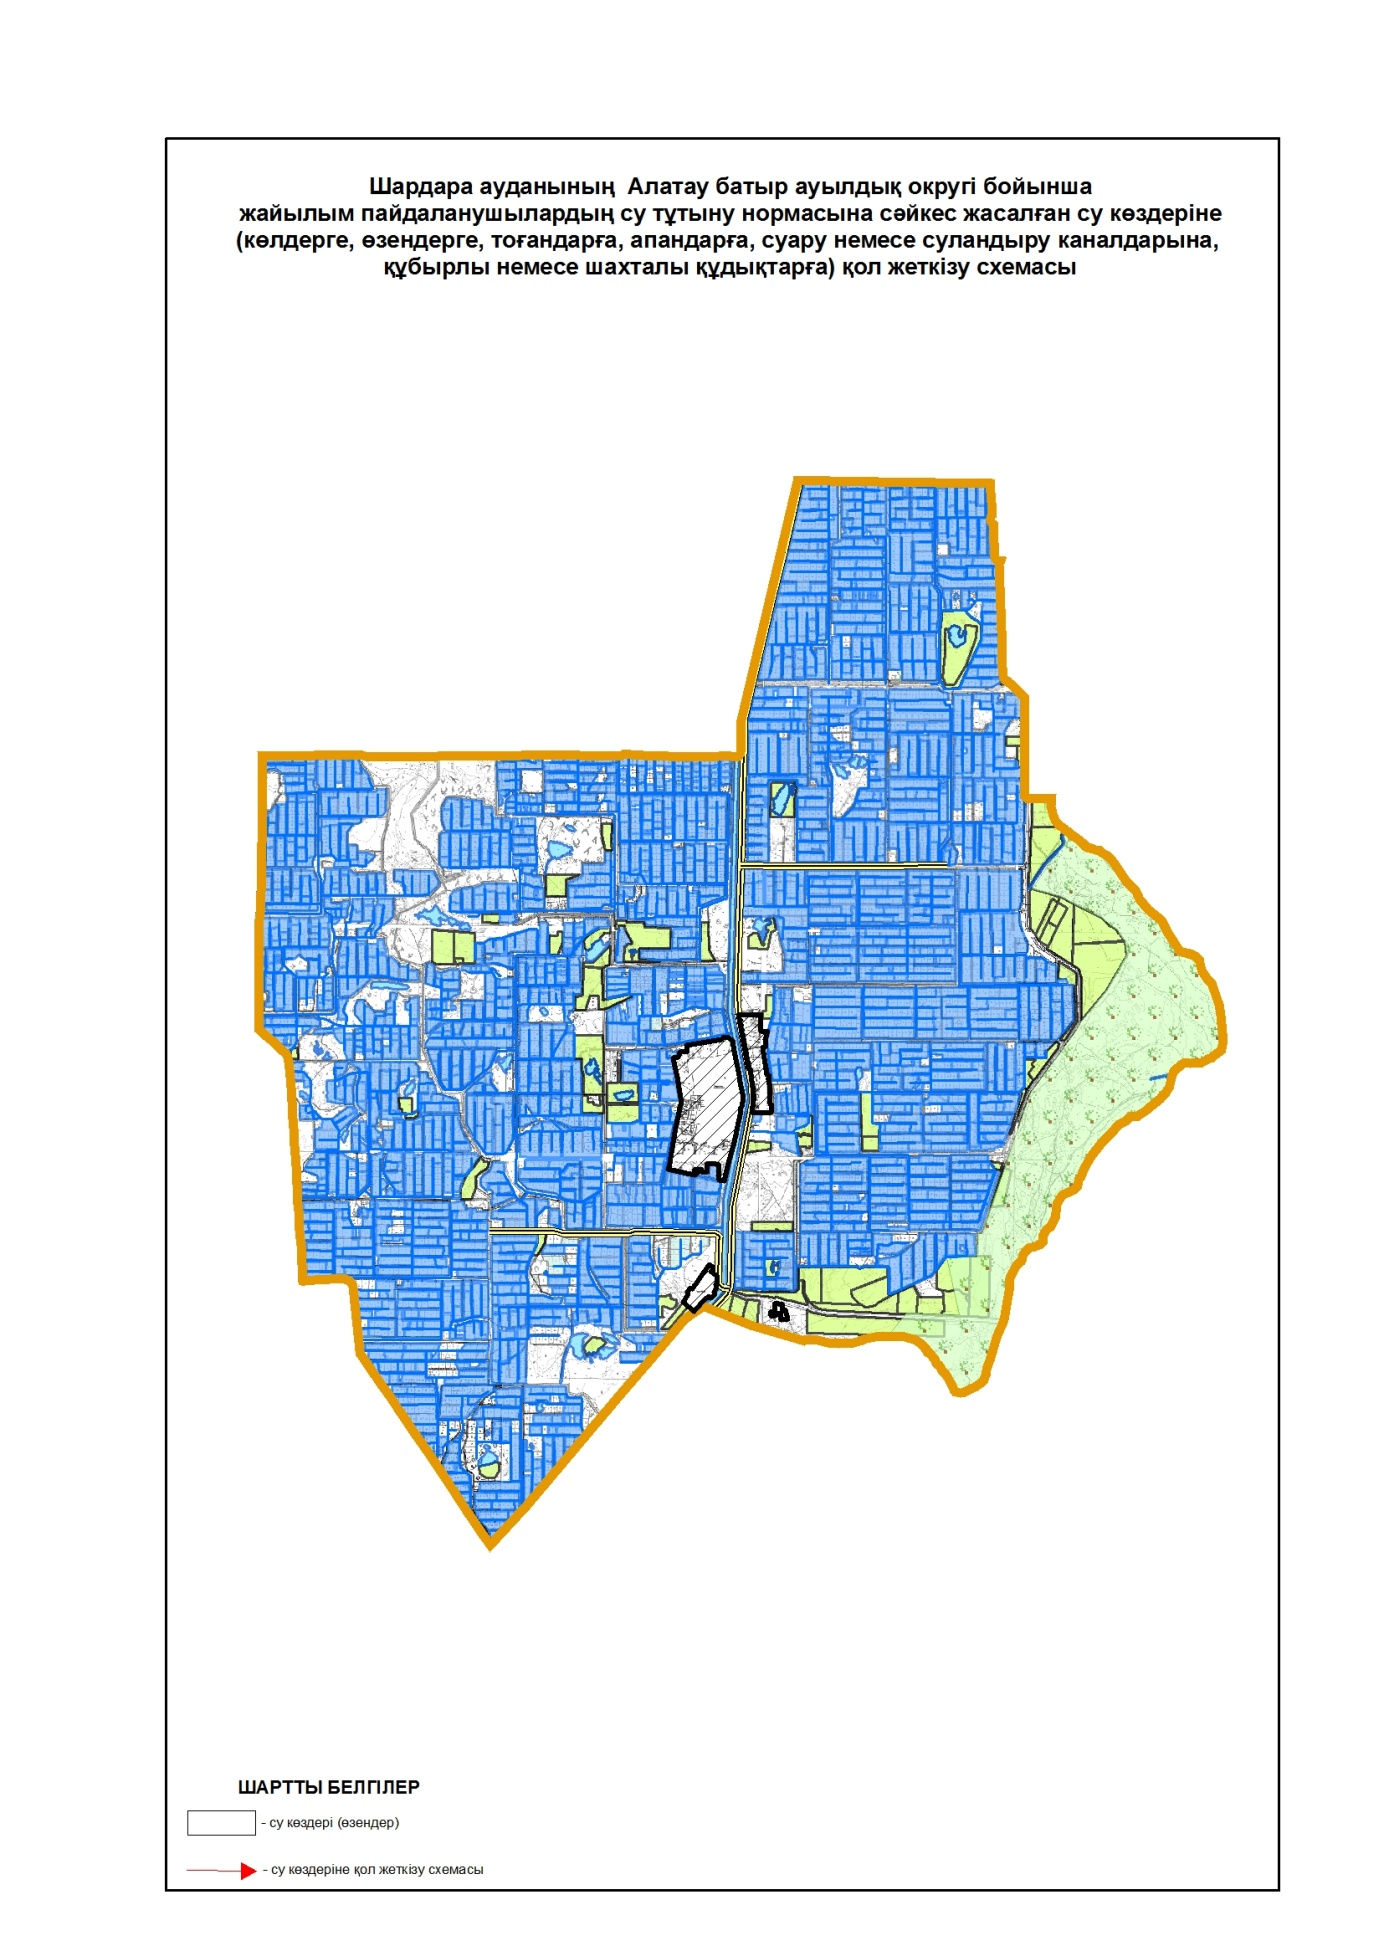 Шардара ауданының Алатау батыр ауылдық округі бойынша
жайылым пайдаланушылардың су тұтыну нормасына сәйкес жасалған су көздеріне
(көлдерге, өзендерге, тоғандарға, апандарға, суару немесе суландыру каналдарына,
құбырлы немесе шахталы құдықтарға) қол жеткізу схемасы
ШАРТТЫ БЕЛГІЛЕР
- су көздері (өзендер)
- су көздеріне қол жеткізу схемасы